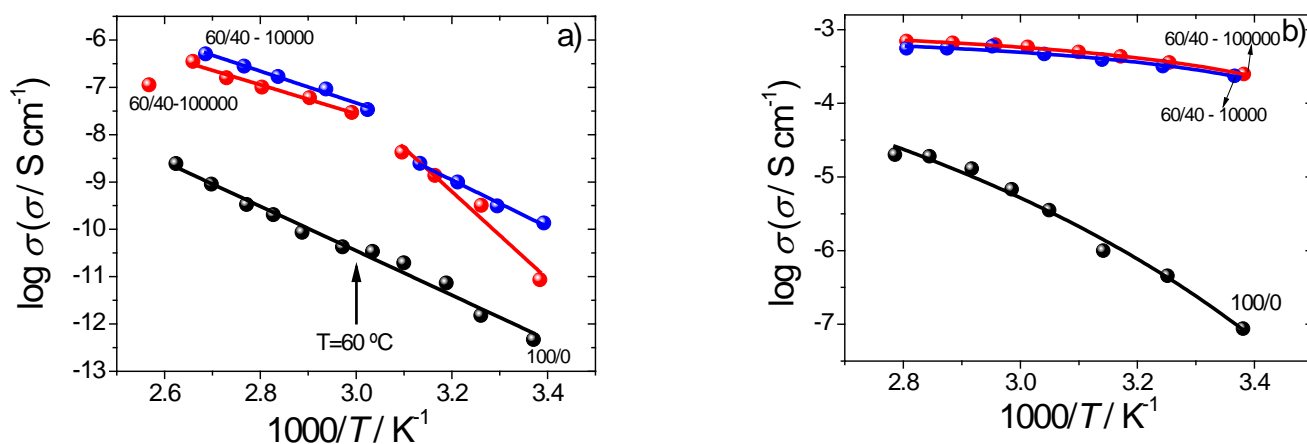 a)
60/40 - 10000
60/40-100000
100/0
T=60 ºC
-6
-7
-8
-9
-10
-11
-12
-13
2.6 2.8 3.0 3.2 3.4
log σ(σ/ S cm-1)
1000/T / K-1
b)
60/40 - 100000
60/40 - 10000
100/0
-3
-4
-5
-6
-7
2.8 3.0 3.2 3.4
log σ(σ/ S cm-1)
1000/T / K-1